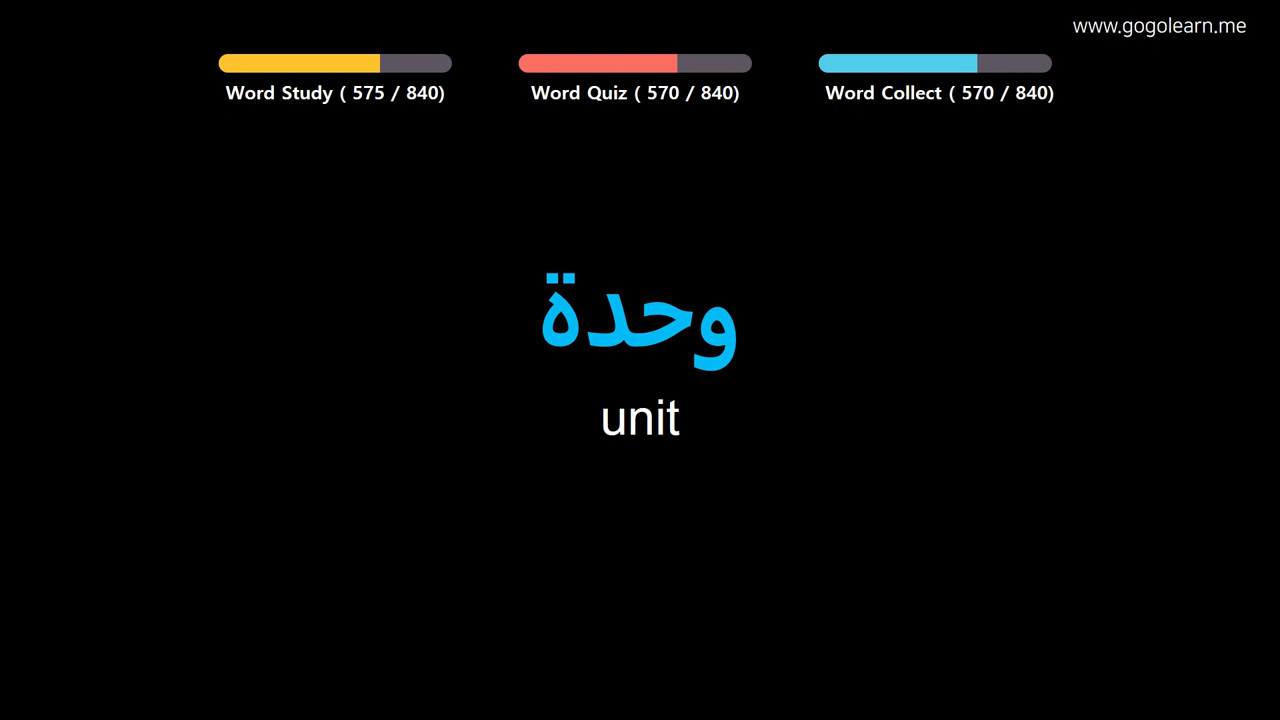 www.gogolearn.me
Word Study ( 575 / 840)
Word Quiz ( 570 / 840)
Word Collect ( 570 / 840)
وحدة
unit